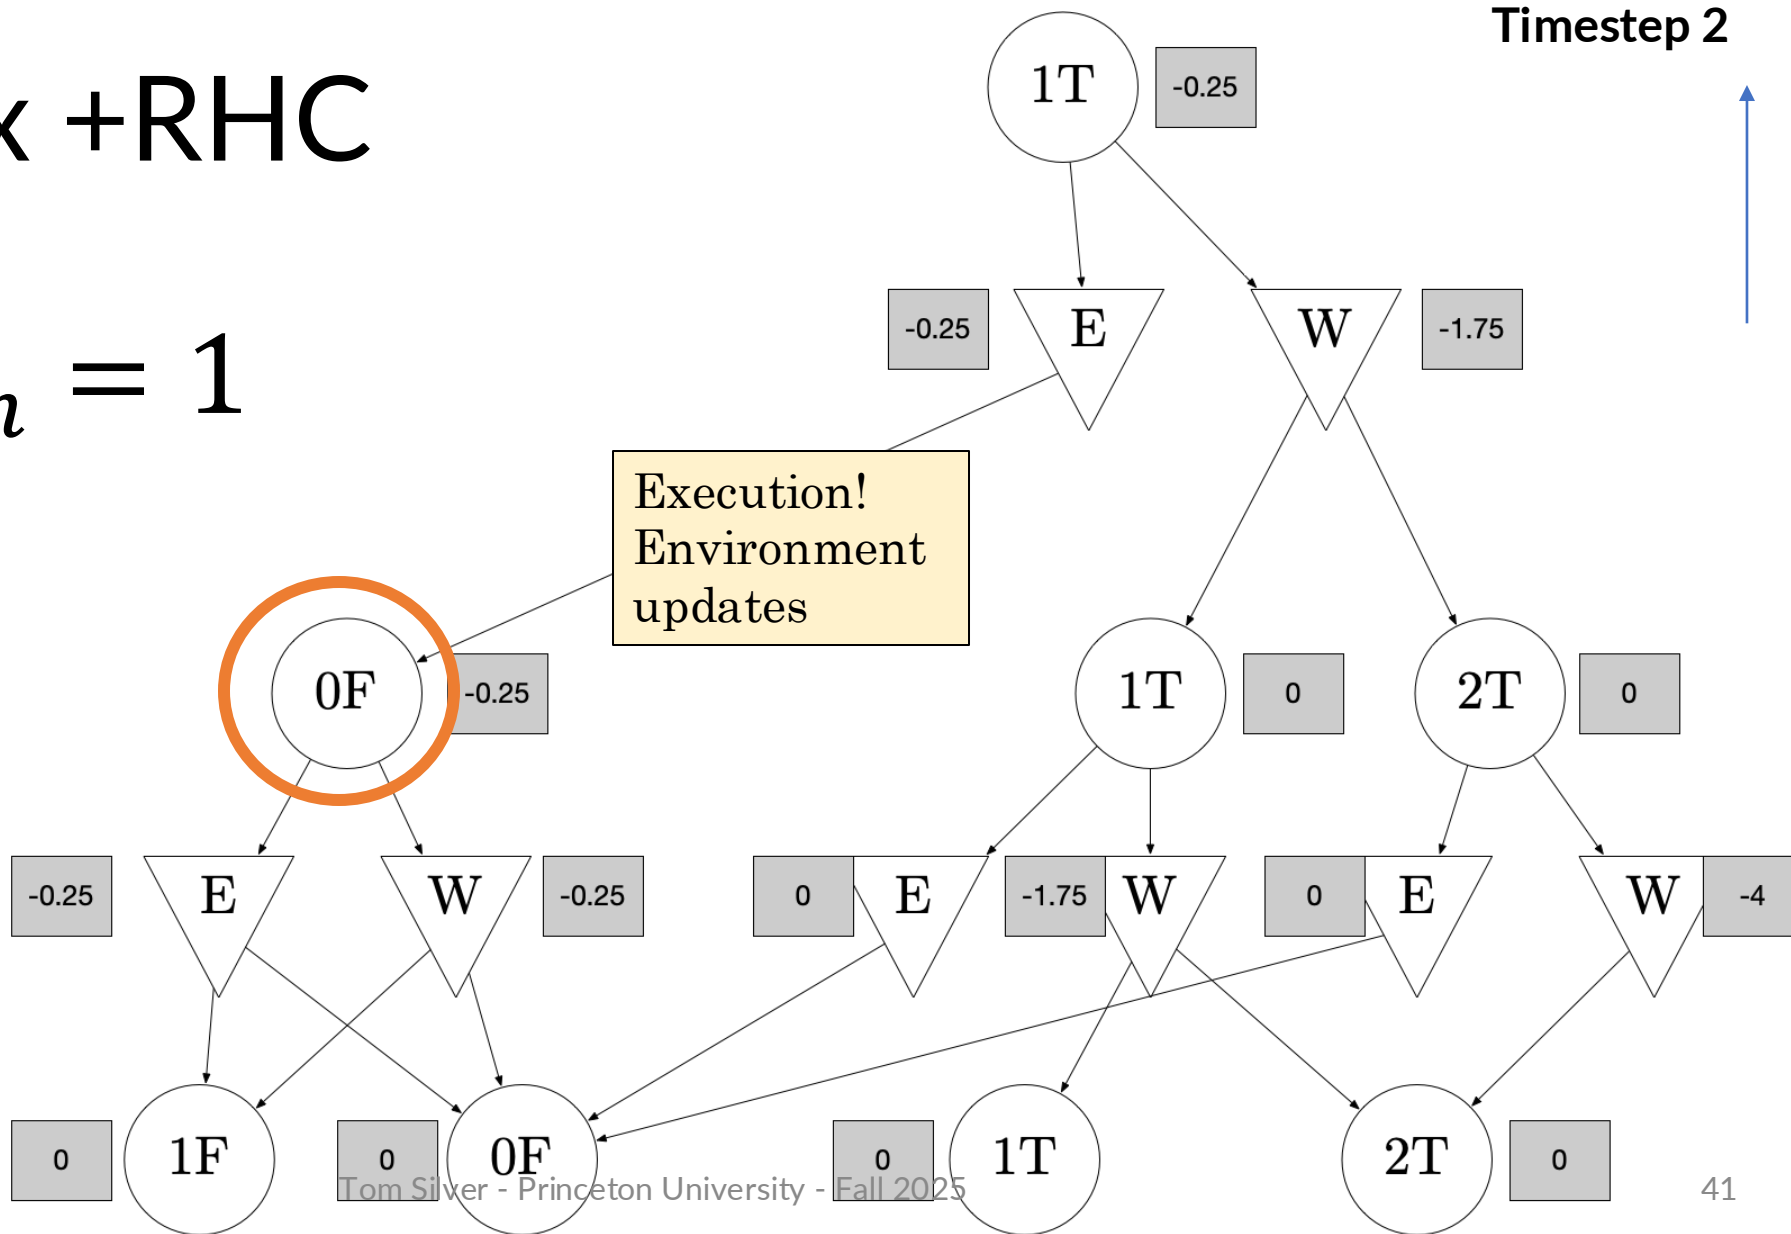 Timestep 2
x +RHC
n = 1
1T
-0.25
-0.25
E
W
-1.75
Execution!
Environment
updates
0F
-0.25
1T
0
2T
0
-0.25
E
W
-0.25
0
E
-1.75
W
0
E
W
-4
0
1F
0
0F
0
1T
2T
0
Tom Silver - Princeton University - Fall 2025
41